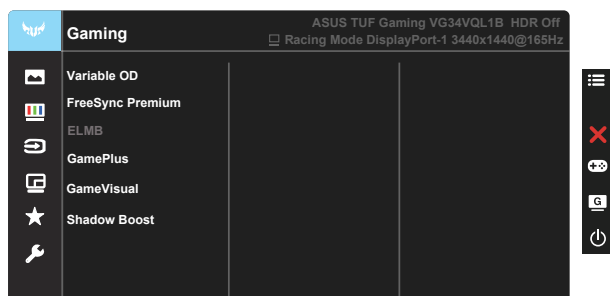 ASUS TUF Gaming VG34VQL1B HDR Off
Gaming
Racing Mode DisplayPort-1 3440x1440@165Hz
Variable OD
FreeSync Premium
ELMB
GamePlus
GameVisual
Shadow Boost
G